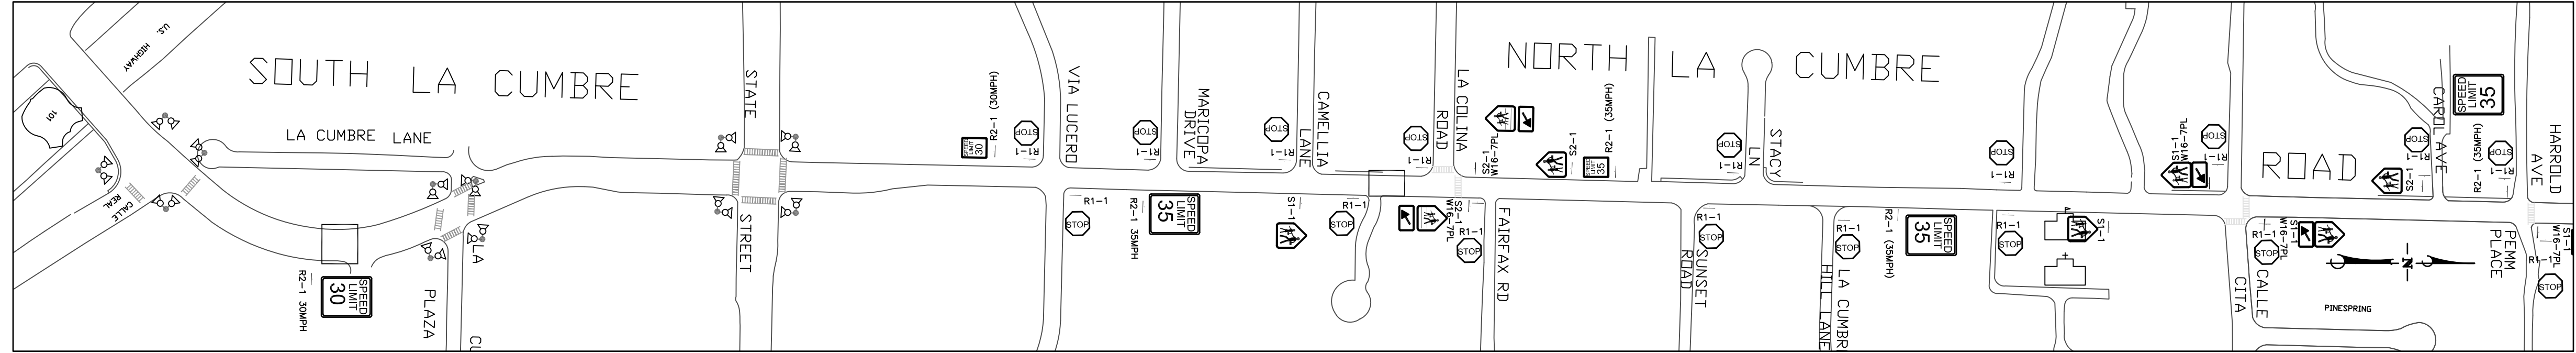 U.S.
HIGHWAY
101
SOUTH LA CUMBRE
LA CUMBRE LANE
CALLE
REAL
R2-1 30MPH
SPEED
LIMIT
30
PLAZA
LA
CU
STATE
STREET
SPEED
LIMIT
30
R2-1 (30MPH)
STOP
R1-1
VIA LUCERO
STOP
R1-1
R2-1 35MPH
SPEED
LIMIT
35
STOP
R1-1
MARICOPA
DRIVE
STOP
R1-1
S1-1
LANE
CAMELLIA
R1-1
STOP
STOP
R1-1
ROAD
LA COLINA
S2-1
W16-7PL
R1-1
STOP
S2-1
W16-7PL
FAIRFAX RD
NORTH LA CUMBRE
S2-1
SPEED
LIMIT
35
R2-1 (35MPH)
R1-1
STOP
SUNSET
ROAD
STOP
R1-1
STACY
LN
HILL LANE
R1-1
STOP
LA CUMBRE
R2-1 (35MPH)
SPEED
LIMIT
35
STOP
R1-1
R1-1
STOP
S1-1
S1-1
W16-7PL
STOP
R1-1
ROAD
CITA
CALLE
R1-1
STOP
S1-1
W16-7PL
N
PINESPRING
S2-1
STOP
R1-1
CAROL AVE
SPEED
LIMIT
35
R2-1 (35MPH)
STOP
R1-1
PEMM
PLACE
HARROLD
AVE
S1-1
W16-7PL
R1-1
STOP